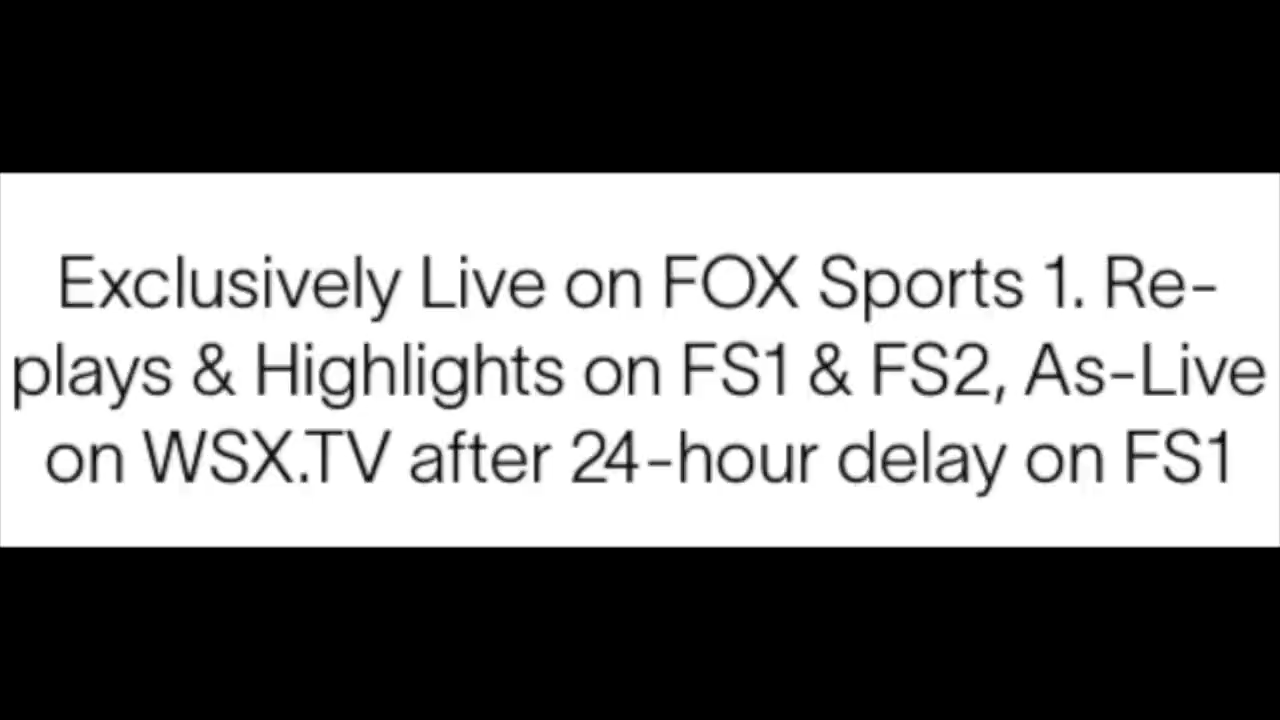 Exclusively Live on FOX Sports 1. Re-
plays & Highlights on FS1 & FS2, As-Live
on WSX.TV after 24-hour delay on FS1